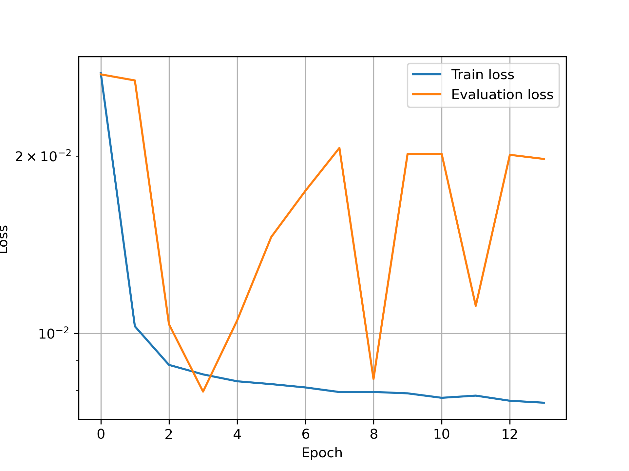 Train loss
Evaluation loss
2 × 10⁻²
10⁻²
Loss
0 2 4 6 8 10 12
Epoch